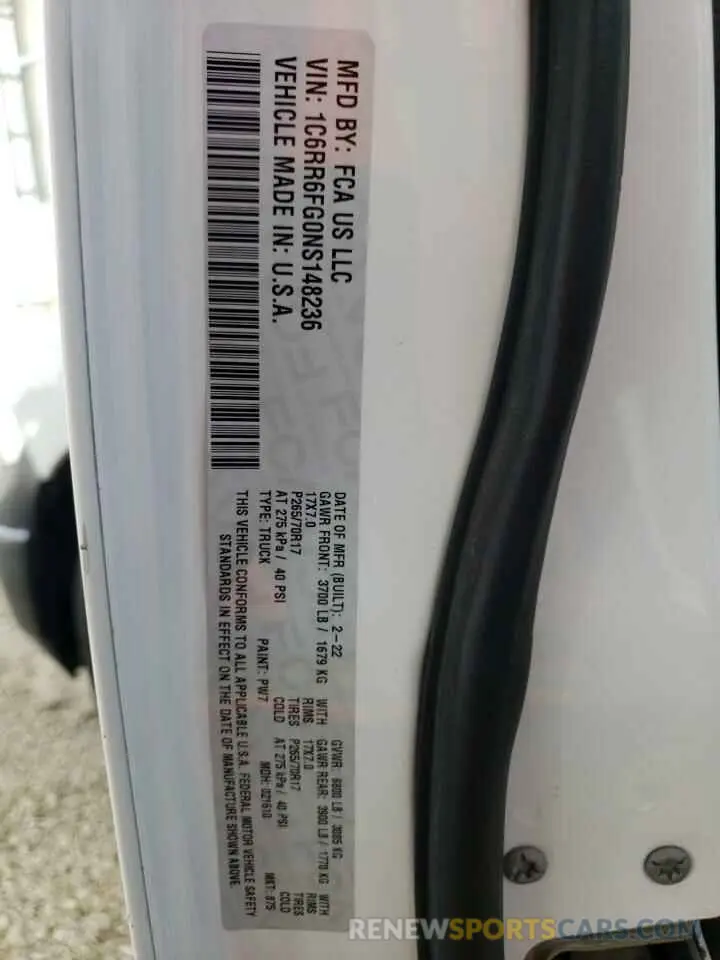 MFD BY: FCA US LLC
VIN: 1C6RR6FG0NS148236
VEHICLE MADE IN: U.S.A.
DATE OF MFR (BUILT): 2-22 GVWR 6800 LB / 3085 KG
GAWR FRONT: 3700 LB / 1679 KG WITH GAWR REAR: 3900 LB / 1770 KG WITH
17X7.0 RIMS 17X7.0 RIMS
P265/70R17 TIRES P265/70R17 TIRES
AT 275 kPa / 40 PSI COLD AT 275 kPa / 40 PSI COLD
TYPE: TRUCK PAINT: PW7 MDH: 021610 MKT: 875
THIS VEHICLE CONFORMS TO ALL APPLICABLE U.S.A. FEDERAL MOTOR VEHICLE SAFETY
STANDARDS IN EFFECT ON THE DATE OF MANUFACTURE SHOWN ABOVE.
RENEWSPORTSCARS.COM